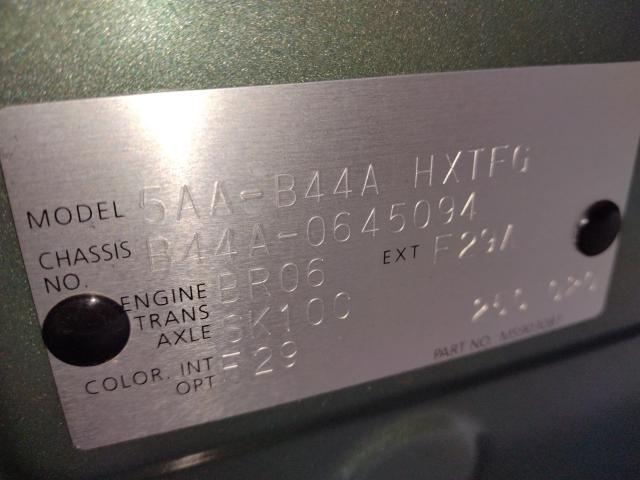 MODEL 5AA-B44A HXTFG
CHASSIS NO. B44A-0645094
ENGINE BR06 EXT F29A
TRANS AXLE
COLOR. INT F29
OPT
PART NO.